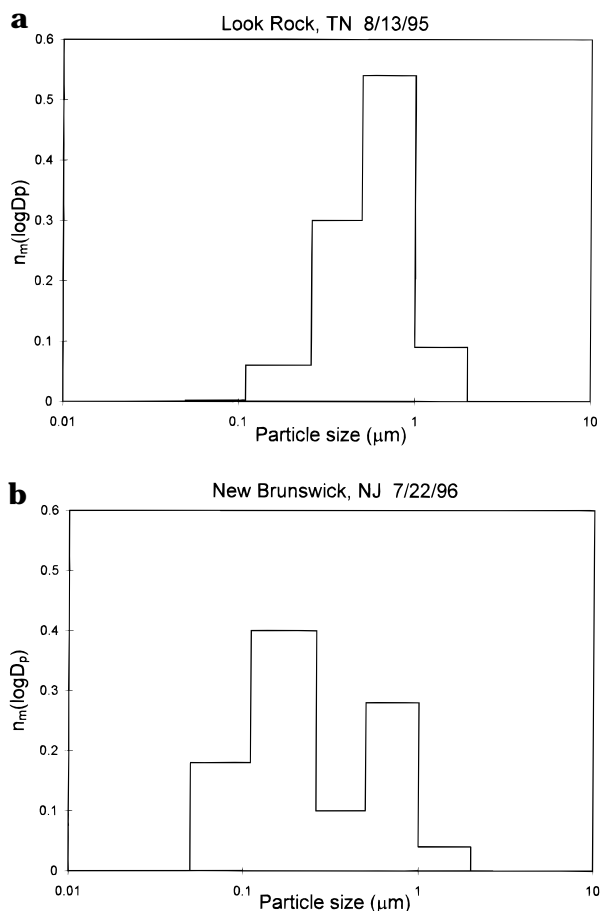 a
Look Rock, TN 8/13/95
0.6
0.5
0.4
0.3
0.2
0.1
0
nm(logDp)
0.01 0.1 1 10
Particle size (μm)
b
New Brunswick, NJ 7/22/96
0.6
0.5
0.4
0.3
0.2
0.1
0
nm(logDp)
0.01 0.1 1 10
Particle size (μm)